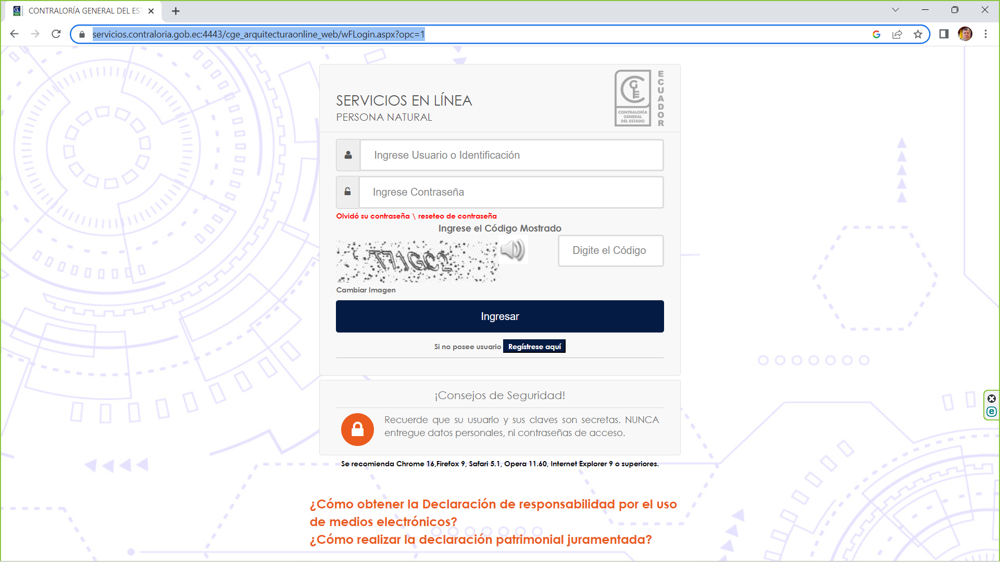 CONTRALORÍA GENERAL DEL EST
servicios.contraloria.gob.ec:4443/cge_arquitecturaonline_web/wFLogin.aspx?opc=1
SERVICIOS EN LÍNEA
PERSONA NATURAL
CONTRALORÍA
GENERAL
DEL ESTADO
ECUADOR
Ingrese Usuario o Identificación
Ingrese Contraseña
Olvidó su contraseña \ reseteo de contraseña
Ingrese el Código Mostrado
Digite el Código
Cambiar Imagen
Ingresar
Si no posee usuario Regístrese aquí
¡Consejos de Seguridad!
Recuerde que su usuario y sus claves son secretas. NUNCA
entregue datos personales, ni contraseñas de acceso.
Se recomienda Chrome 16,Firefox 9, Safari 5.1, Opera 11.60, Internet Explorer 9 o superiores.
¿Cómo obtener la Declaración de responsabilidad por el uso
de medios electrónicos?
¿Cómo realizar la declaración patrimonial juramentada?